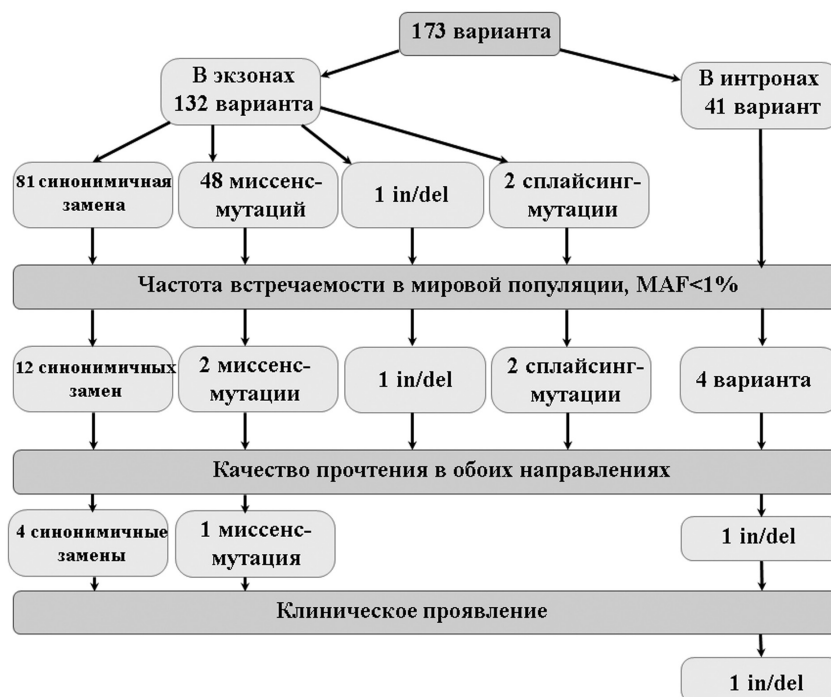 173 варианта
В экзонах
132 варианта
В интронах
41 вариант
81 синонимичная
замена
48 миссенс-
мутаций
1 in/del
2 сплайсинг-
мутации
Частота встречаемости в мировой популяции, MAF<1%
12 синонимичных
замен
2 миссенс-
мутации
1 in/del
2 сплайсинг-
мутации
4 варианта
Качество прочтения в обоих направлениях
4 синонимичные
замены
1 миссенс-
мутация
1 in/del
Клиническое проявление
1 in/del